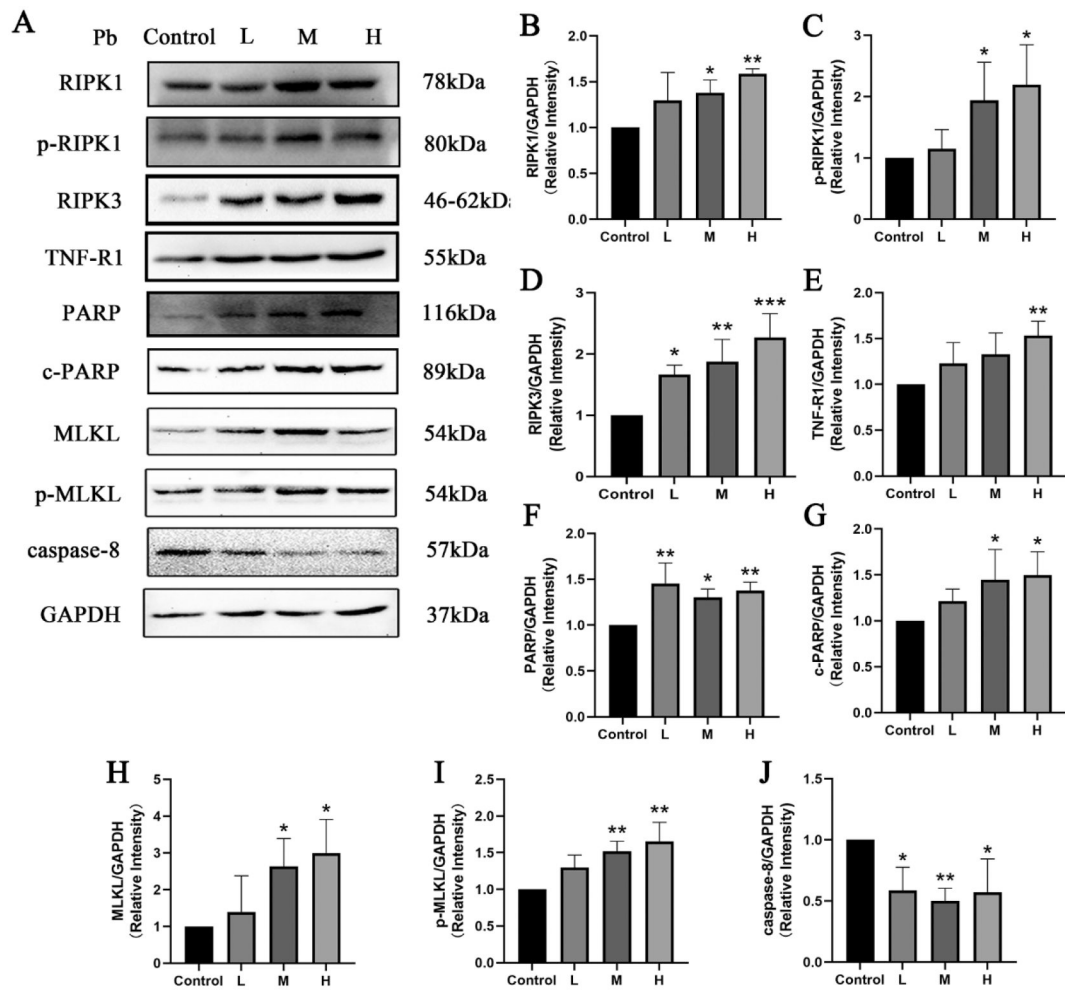 A
Pb Control L M H
RIPK1 78kDa
p-RIPK1 80kDa
RIPK3 46-62kDa
TNF-R1 55kDa
PARP 116kDa
c-PARP 89kDa
MLKL 54kDa
p-MLKL 54kDa
caspase-8 57kDa
GAPDH 37kDa
B
RIPK1/GAPDH
(Relative Intensity)
2.0
1.5
1.0
0.5
0.0
* **
Control L M H
C
p-RIPK1/GAPDH
(Relative Intensity)
3
2
1
0
* *
Control L M H
D
RIPK3/GAPDH
(Relative Intensity)
3
2
1
0
* ** ***
Control L M H
E
TNF-R1/GAPDH
(Relative Intensity)
2.0
1.5
1.0
0.5
0.0
**
Control L M H
F
PARP/GAPDH
(Relative Intensity)
2.0
1.5
1.0
0.5
0.0
** * **
Control L M H
G
c-PARP/GAPDH
(Relative Intensity)
2.0
1.5
1.0
0.5
0.0
* *
Control L M H
H
MLKL/GAPDH
(Relative Intensity)
5
4
3
2
1
0
* *
Control L M H
I
p-MLKL/GAPDH
(Relative Intensity)
2.5
2.0
1.5
1.0
0.5
0.0
** **
Control L M H
J
caspase-8/GAPDH
(Relative Intensity)
1.5
1.0
0.5
0.0
* ** *
Control L M H